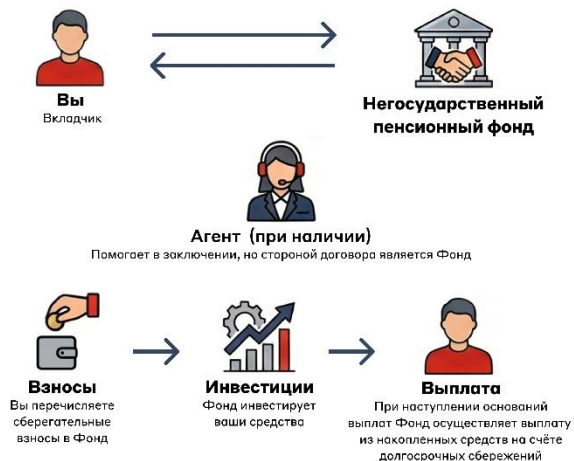 Вы
Вкладчик
Негосударственный
пенсионный фонд
Агент (при наличии)
Помогает в заключении, но стороной договора является Фонд
Взносы
Вы перечисляете
сберегательные
взносы в Фонд
Инвестиции
Фонд инвестирует
ваши средства
Выплата
При наступлении оснований
выплат Фонд осуществляет выплату
из накопленных средств на счёте
долгосрочных сбережений